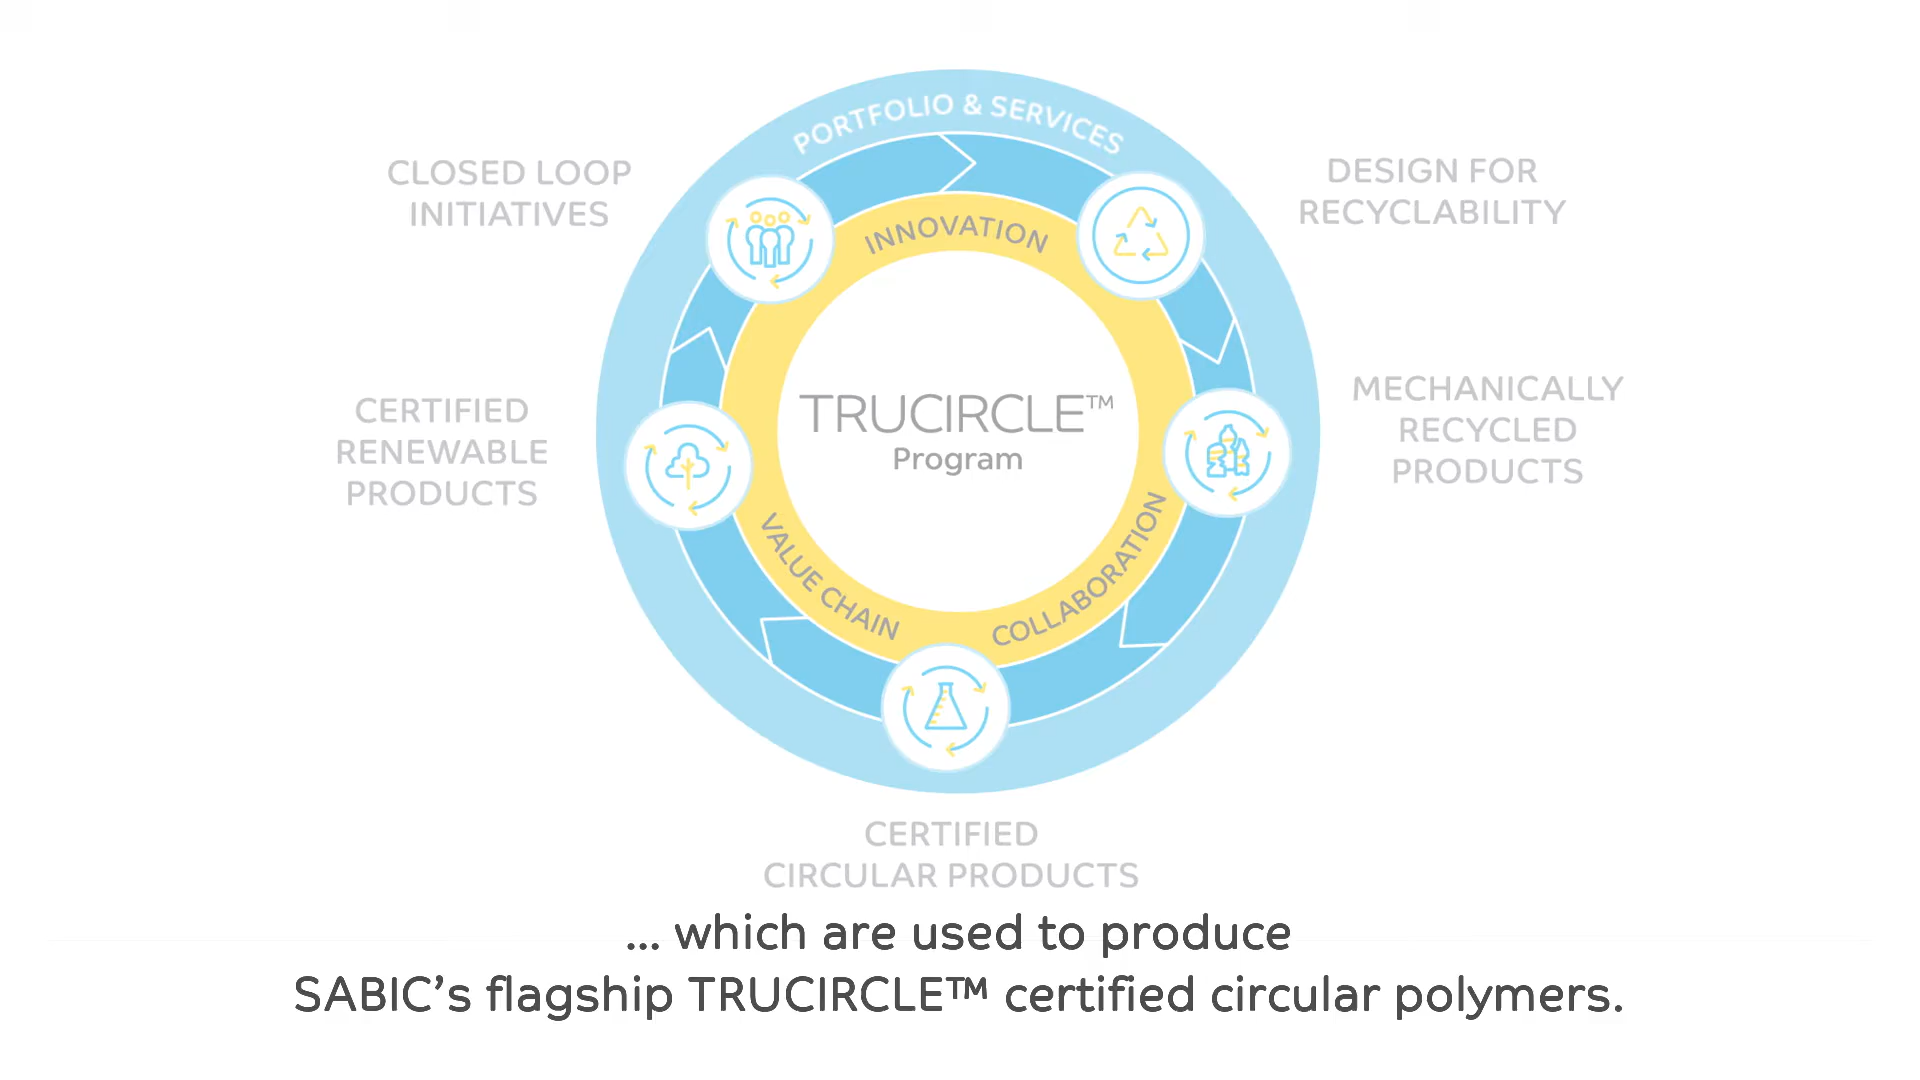 PORTFOLIO & SERVICES
CLOSED LOOP
INITIATIVES
DESIGN FOR
RECYCLABILITY
INNOVATION
CERTIFIED
RENEWABLE
PRODUCTS
TRUCIRCLE™
Program
MECHANICALLY
RECYCLED
PRODUCTS
VALUE CHAIN
COLLABORATION
CERTIFIED
CIRCULAR PRODUCTS
... which are used to produce
SABIC’s flagship TRUCIRCLE™ certified circular polymers.